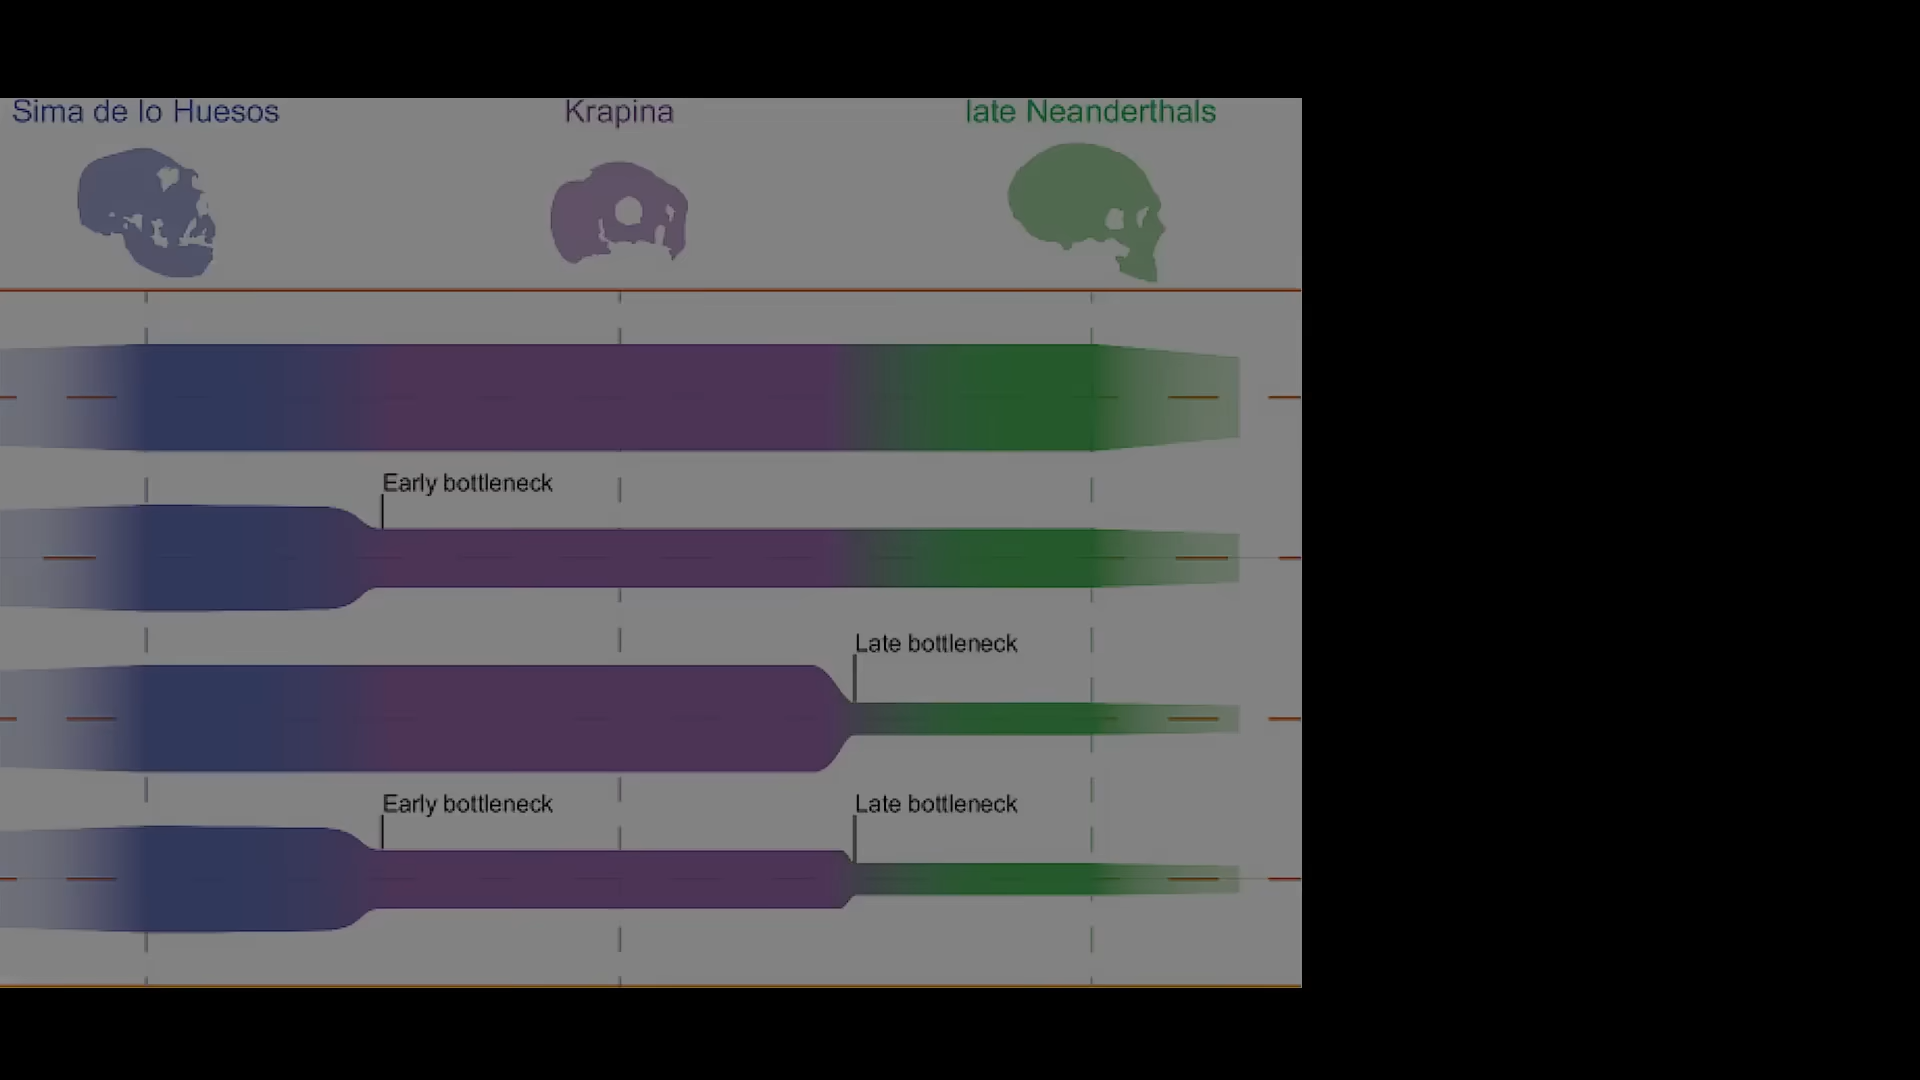 Sima de lo Huesos
Krapina
late Neanderthals
Early bottleneck
Late bottleneck
Early bottleneck
Late bottleneck